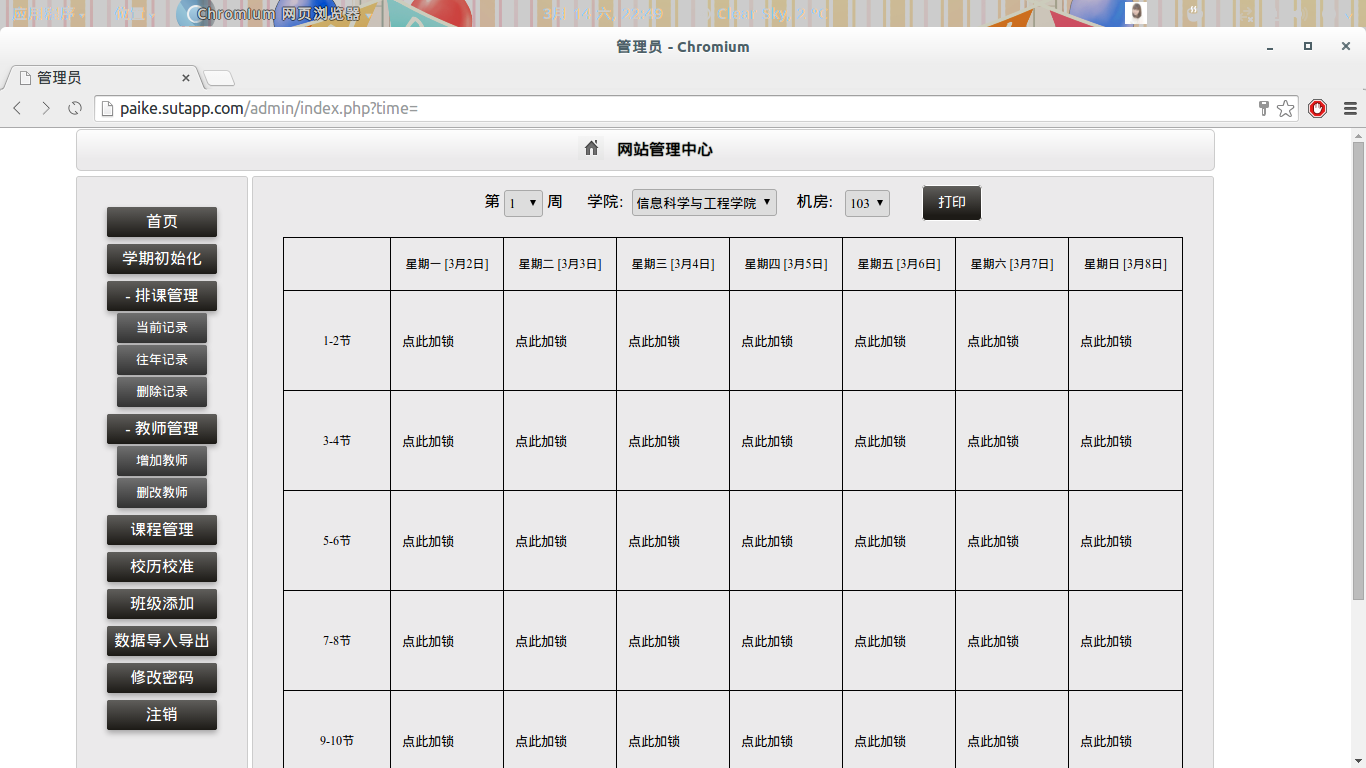 Chromium 网页浏览器
管理员 - Chromium
管理员
paike.sutapp.com/admin/index.php?time=
网站管理中心
首页
学期初始化
- 排课管理
当前记录
往年记录
删除记录
- 教师管理
增加教师
删改教师
课程管理
校历校准
班级添加
数据导入导出
修改密码
注销
第 1 周 学院: 信息科学与工程学院 机房: 103 打印
星期一 [3月2日] 星期二 [3月3日] 星期三 [3月4日] 星期四 [3月5日] 星期五 [3月6日] 星期六 [3月7日] 星期日 [3月8日]
1-2节 点此加锁 点此加锁 点此加锁 点此加锁 点此加锁 点此加锁 点此加锁
3-4节 点此加锁 点此加锁 点此加锁 点此加锁 点此加锁 点此加锁 点此加锁
5-6节 点此加锁 点此加锁 点此加锁 点此加锁 点此加锁 点此加锁 点此加锁
7-8节 点此加锁 点此加锁 点此加锁 点此加锁 点此加锁 点此加锁 点此加锁
9-10节 点此加锁 点此加锁 点此加锁 点此加锁 点此加锁 点此加锁 点此加锁